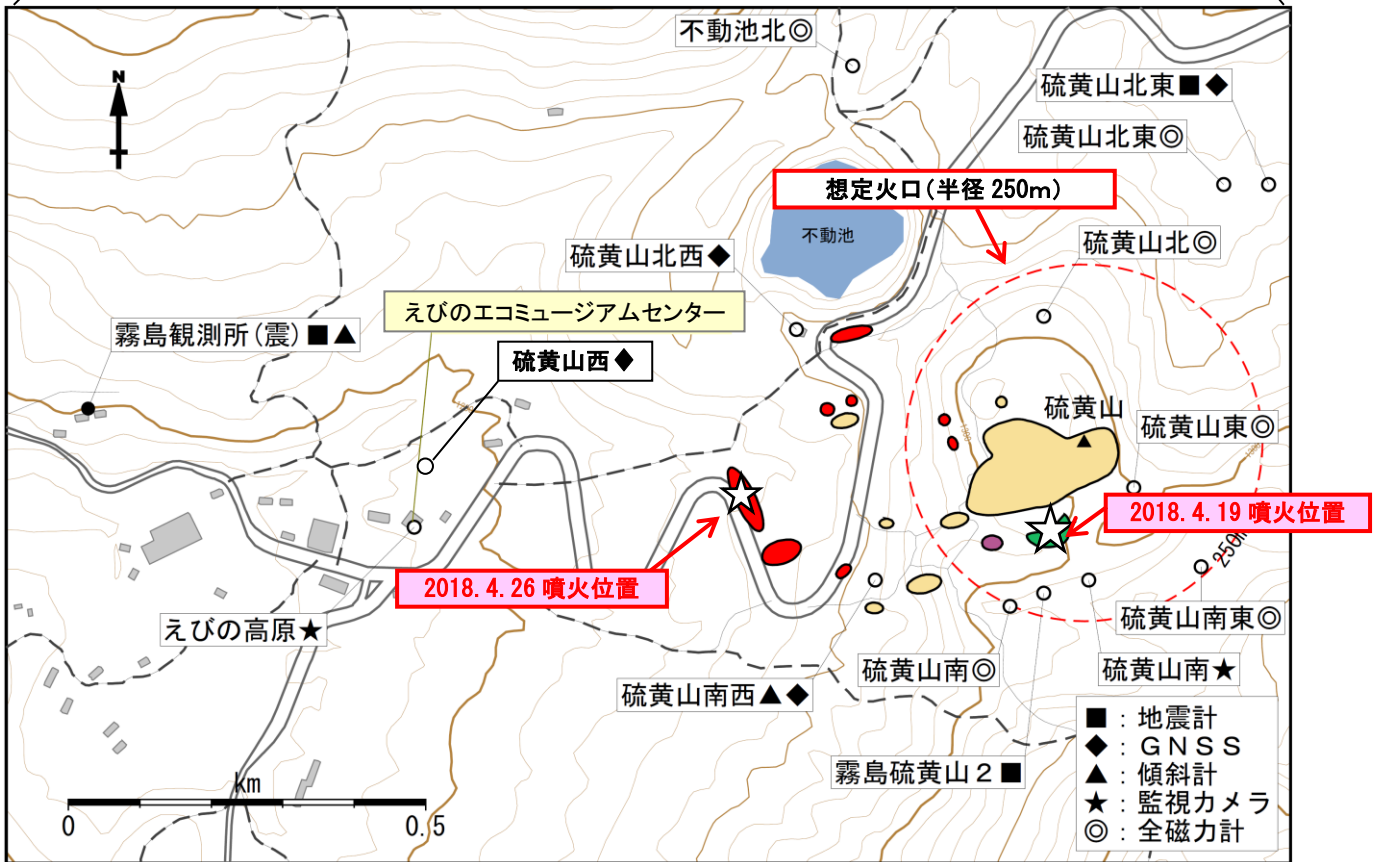 不動池北◎
N
硫黄山北東■◆
硫黄山北東◎
想定火口(半径 250m)
不動池
硫黄山北◎
硫黄山北西◆
えびのエコミュージアムセンター
霧島観測所(震)■▲
硫黄山西◆
硫黄山
硫黄山東◎
1300
1300
2018.4.19 噴火位置
250m
2018.4.26 噴火位置
えびの高原★
硫黄山南東◎
硫黄山南◎
硫黄山南★
硫黄山南西▲◆
霧島硫黄山2■
■:地震計
◆:GNSS
▲:傾斜計
★:監視カメラ
◎:全磁力計
km
0
0.5